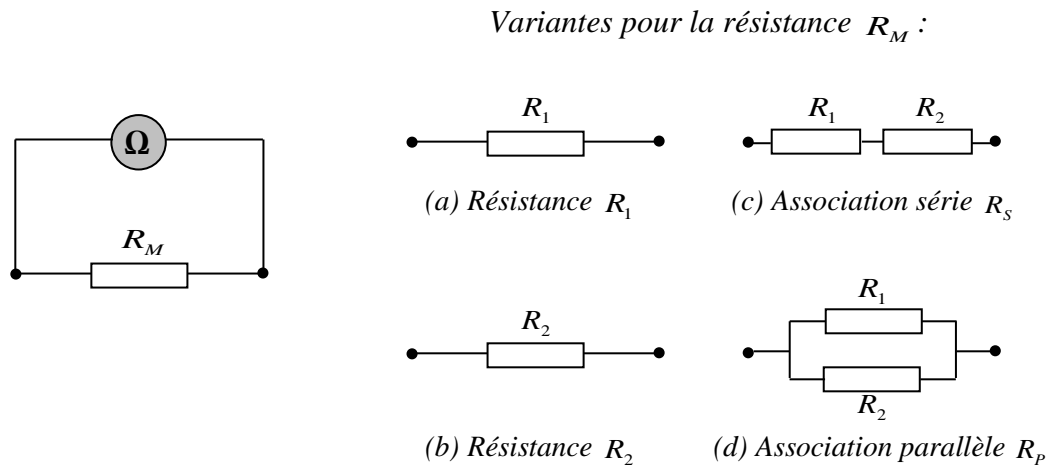 Variantes pour la résistance R_M :
Ω
R_M
R_1
(a) Résistance R_1
R_1 R_2
(c) Association série R_S
R_2
(b) Résistance R_2
R_1
R_2
(d) Association parallèle R_P